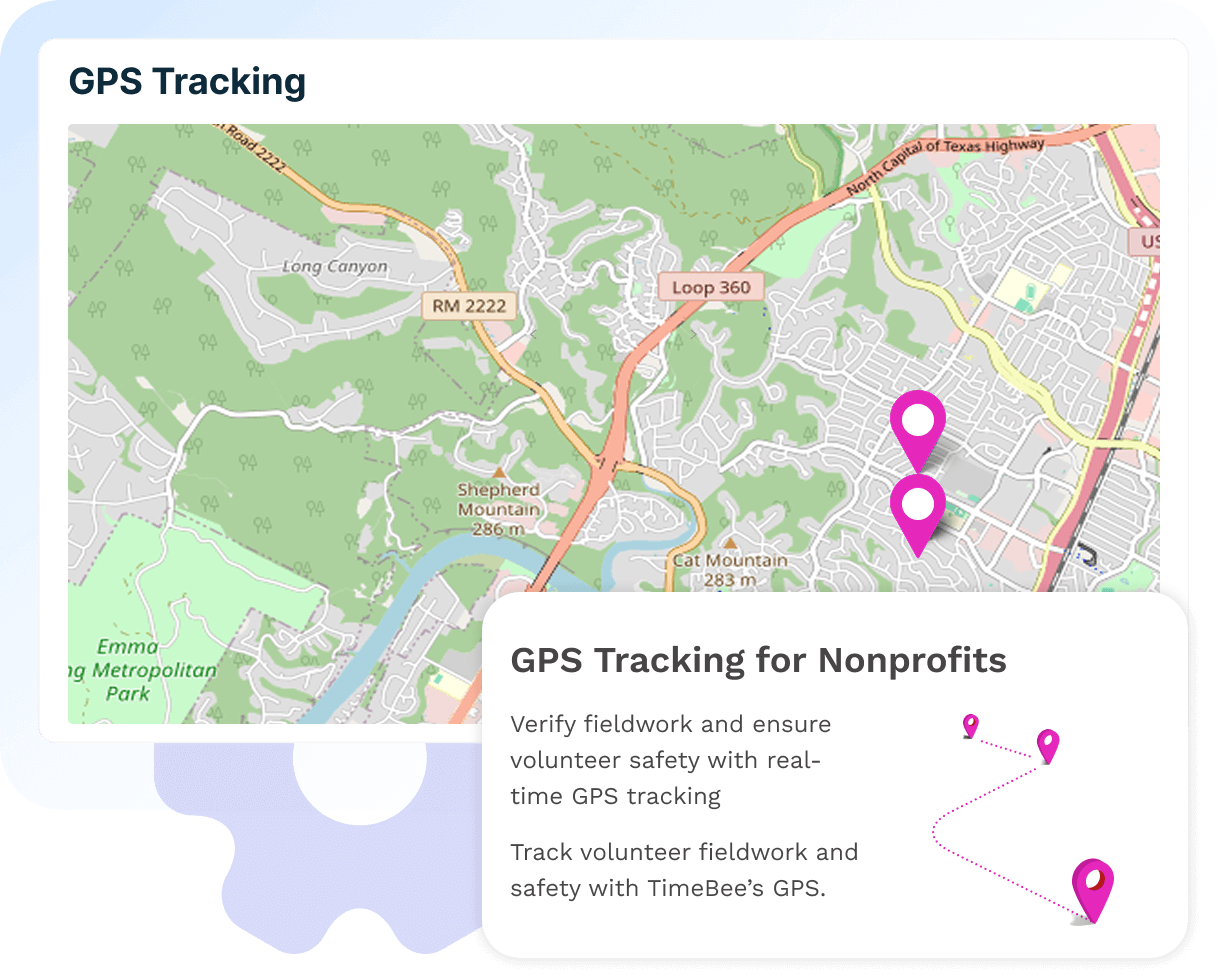 GPS Tracking
Road 2222
North Capital of Texas Highway
US
Long Canyon
Loop 360
RM 2222
Shepherd
Mountain
286 m
Cat Mountain
283 m
Emma
ng Metropolitan
Park
GPS Tracking for Nonprofits
Verify fieldwork and ensure
volunteer safety with real-
time GPS tracking
Track volunteer fieldwork and
safety with TimeBee’s GPS.